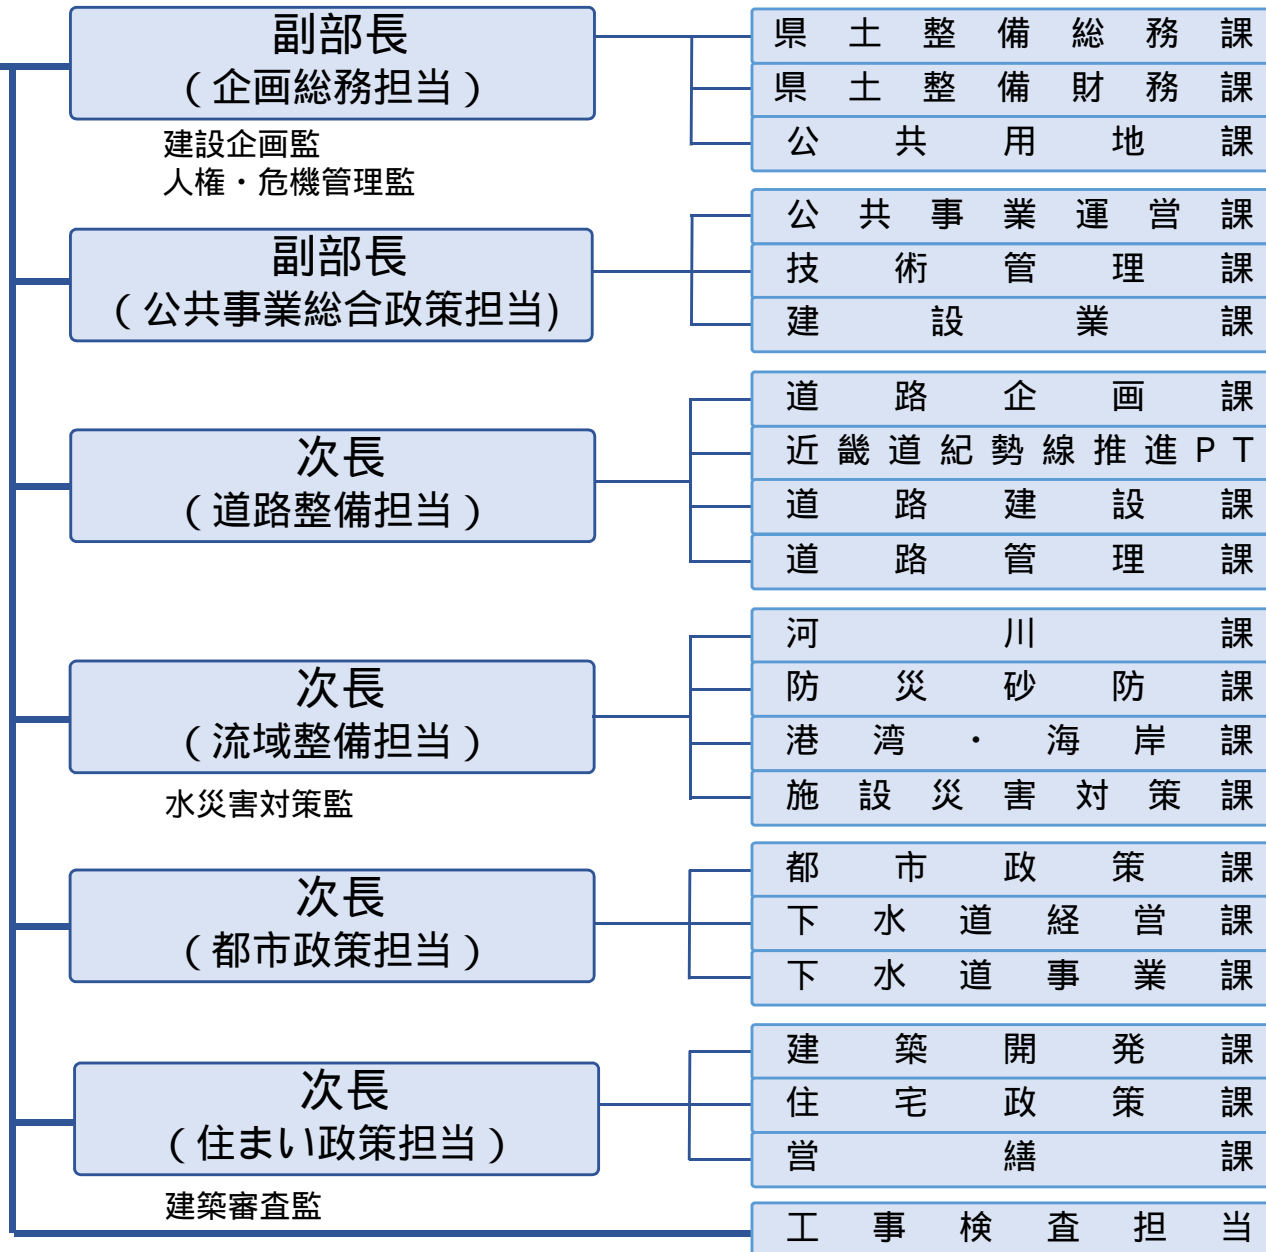 副部長
（企画総務担当）
建設企画監
人権・危機管理監
県土整備総務課
県土整備財務課
公共用地課
副部長
（公共事業総合政策担当)
公共事業運営課
技術管理課
建設業課
次長
（道路整備担当）
道路企画課
近畿道紀勢線推進PT
道路建設課
道路管理課
次長
（流域整備担当）
水災害対策監
河川課
防災砂防課
港湾・海岸課
施設災害対策課
次長
（都市政策担当）
都市政策課
下水道経営課
下水道事業課
次長
（住まい政策担当）
建築審査監
建築開発課
住宅政策課
営繕課
工事検査担当